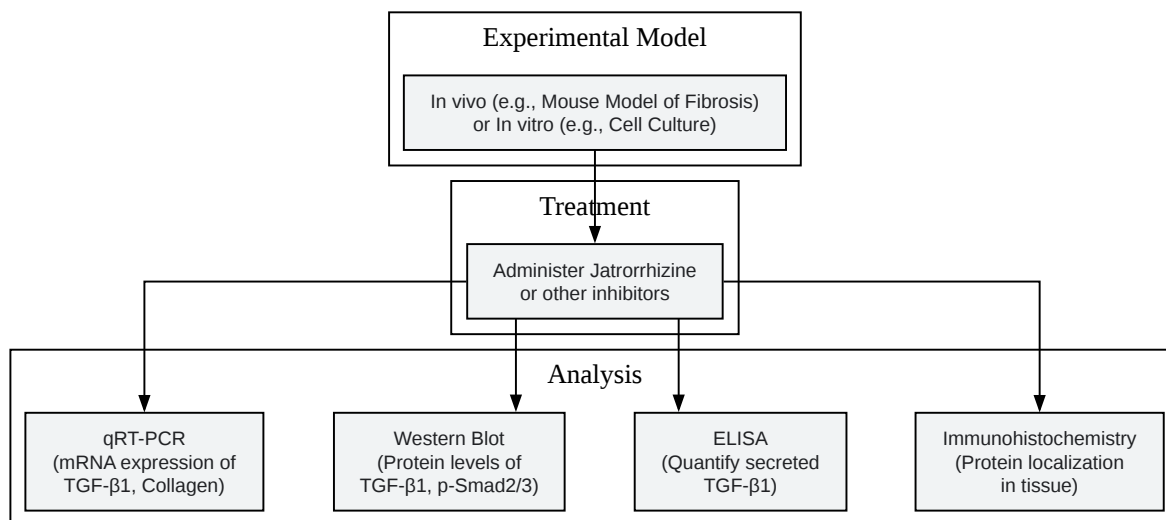 Experimental Model
In vivo (e.g., Mouse Model of Fibrosis)
or In vitro (e.g., Cell Culture)
Treatment
Administer Jatrorrhizine
or other inhibitors
Analysis
qRT-PCR
(mRNA expression of
TGF-β1, Collagen)
Western Blot
(Protein levels of
TGF-β1, p-Smad2/3)
ELISA
(Quantify secreted
TGF-β1)
Immunohistochemistry
(Protein localization
in tissue)